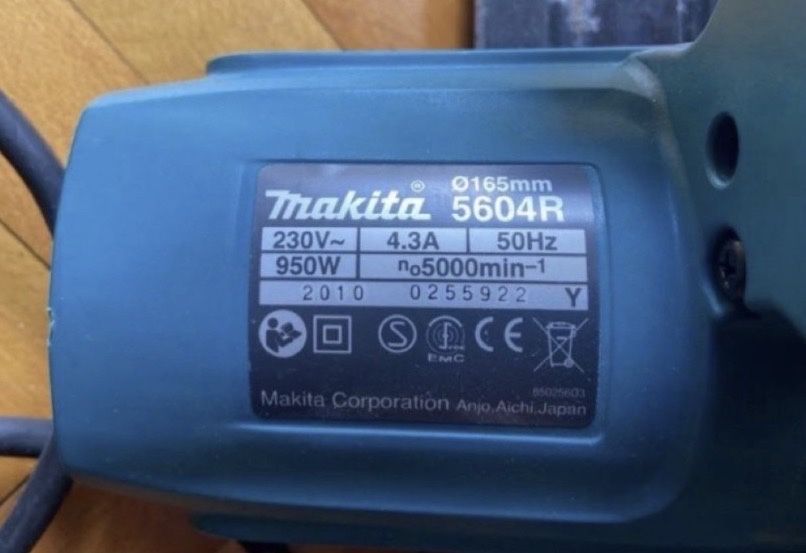 Ø165mm
Makita® 5604R
230V~ 4.3A 50Hz
950W n₀5000min⁻¹
2010 0255922 Y
S CE
EMC
85025603
Makita Corporation Anjo,Aichi,Japan